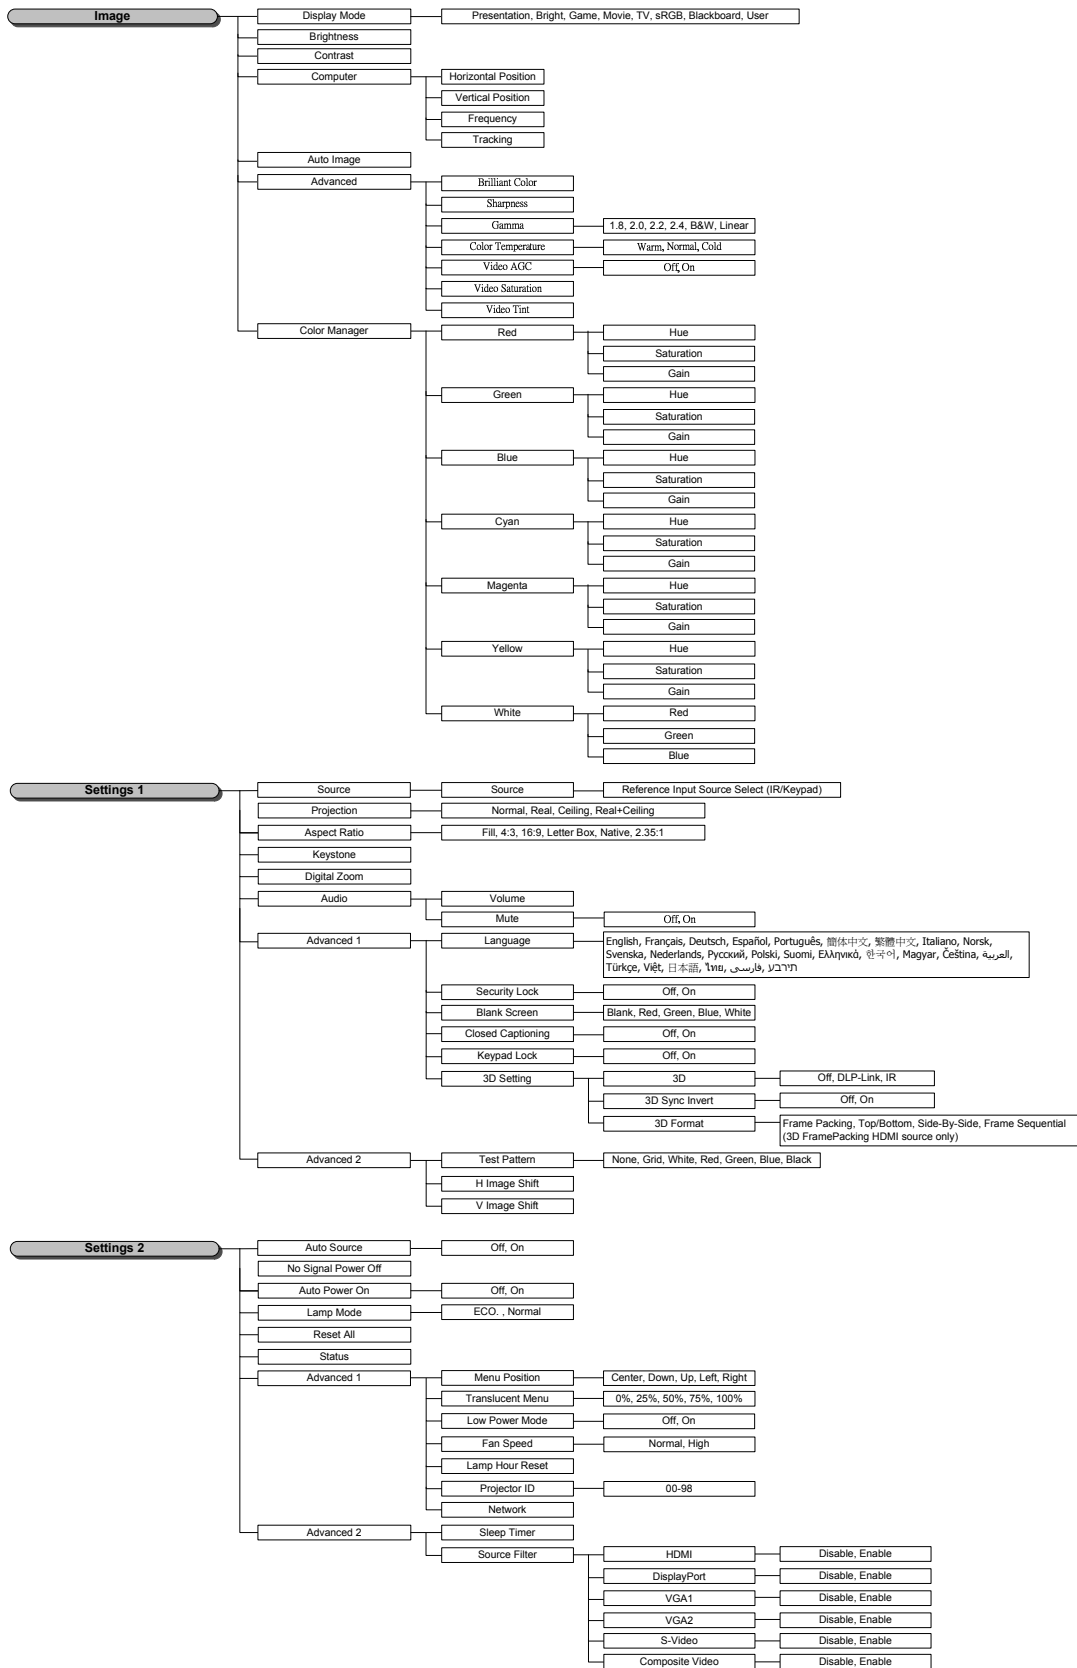 Image
Display Mode
Presentation, Bright, Game, Movie, TV, sRGB, Blackboard, User
Brightness
Contrast
Computer
Horizontal Position
Vertical Position
Frequency
Tracking
Auto Image
Advanced
Brilliant Color
Sharpness
Gamma
1.8, 2.0, 2.2, 2.4, B&W, Linear
Color Temperature
Warm, Normal, Cold
Video AGC
Off, On
Video Saturation
Video Tint
Color Manager
Red
Hue
Saturation
Gain
Green
Hue
Saturation
Gain
Blue
Hue
Saturation
Gain
Cyan
Hue
Saturation
Gain
Magenta
Hue
Saturation
Gain
Yellow
Hue
Saturation
Gain
White
Red
Green
Blue
Settings 1
Source
Source
Reference Input Source Select (IR/Keypad)
Projection
Normal, Real, Ceiling, Real+Ceiling
Aspect Ratio
Fill, 4:3, 16:9, Letter Box, Native, 2.35:1
Keystone
Digital Zoom
Audio
Volume
Mute
Off, On
Advanced 1
Language
English, Français, Deutsch, Español, Português, 簡体中文, 繁體中文, Italiano, Norsk,
Svenska, Nederlands, Русский, Polski, Suomi, Ελληνικά, 한국어, Magyar, Čeština, العربية,
Türkçe, Việt, 日本語, ไทย, فارسی, תירבע
Security Lock
Off, On
Blank Screen
Blank, Red, Green, Blue, White
Closed Captioning
Off, On
Keypad Lock
Off, On
3D Setting
3D
Off, DLP-Link, IR
3D Sync Invert
Off, On
3D Format
Frame Packing, Top/Bottom, Side-By-Side, Frame Sequential
(3D FramePacking HDMI source only)
Advanced 2
Test Pattern
None, Grid, White, Red, Green, Blue, Black
H Image Shift
V Image Shift
Settings 2
Auto Source
Off, On
No Signal Power Off
Auto Power On
Off, On
Lamp Mode
ECO. , Normal
Reset All
Status
Advanced 1
Menu Position
Center, Down, Up, Left, Right
Translucent Menu
0%, 25%, 50%, 75%, 100%
Low Power Mode
Off, On
Fan Speed
Normal, High
Lamp Hour Reset
Projector ID
00-98
Network
Advanced 2
Sleep Timer
Source Filter
HDMI
Disable, Enable
DisplayPort
Disable, Enable
VGA1
Disable, Enable
VGA2
Disable, Enable
S-Video
Disable, Enable
Composite Video
Disable, Enable